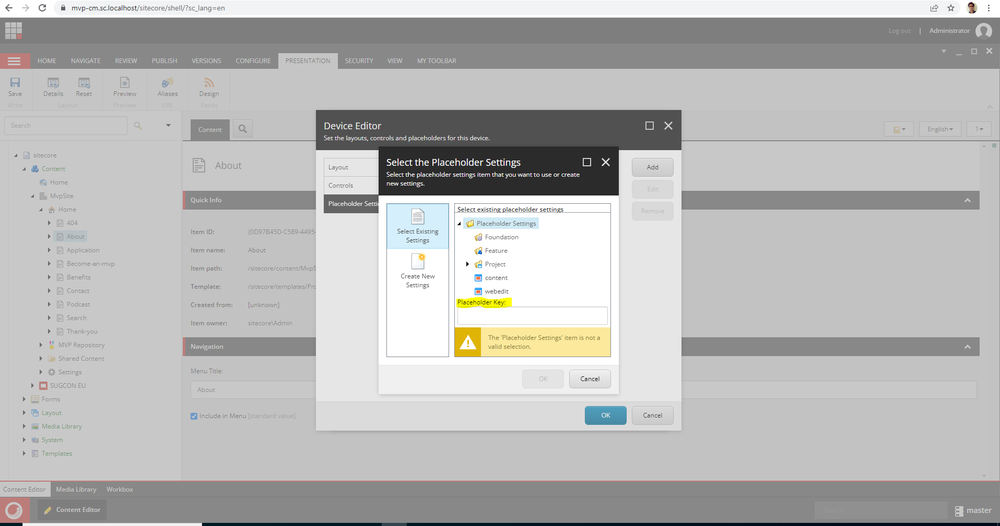 mvp-cm.sc.localhost/sitecore/shell/?sc_lang=en
Log out | Administrator
HOME NAVIGATE REVIEW PUBLISH VERSIONS CONFIGURE PRESENTATION SECURITY VIEW MY TOOLBAR
Save Details Reset Preview Aliases Design
Write Layout Preview URL Feeds
Search
Content
English
1
sitecore
Content
Home
MvpSite
Home
404
About
Application
Become-an-mvp
Benefits
Contact
Podcast
Search
Thank-you
MVP Repository
Shared Content
Settings
SUGCON EU
Forms
Layout
Media Library
System
Templates
About
Quick Info
Item ID: {0D97B45D-C589-4495-
Item name: About
Item path: /sitecore/content/MvpS
Template: /sitecore/templates/Pro
Created from: [unknown]
Item owner: sitecore\Admin
Navigation
Menu Title:
About
Include in Menu [standard value]
Device Editor
Set the layouts, controls and placeholders for this device.
Layout
Controls
Placeholder Setti
Add
Edit
Remove
OK
Cancel
Select the Placeholder Settings
Select the placeholder settings item that you want to use or create
new settings.
Select Existing
Settings
Create New
Settings
Select existing placeholder settings
Placeholder Settings
Foundation
Feature
Project
content
webedit
Placeholder Key:
The 'Placeholder Settings' item is not a
valid selection.
OK
Cancel
Content Editor Media Library Workbox
Content Editor
master